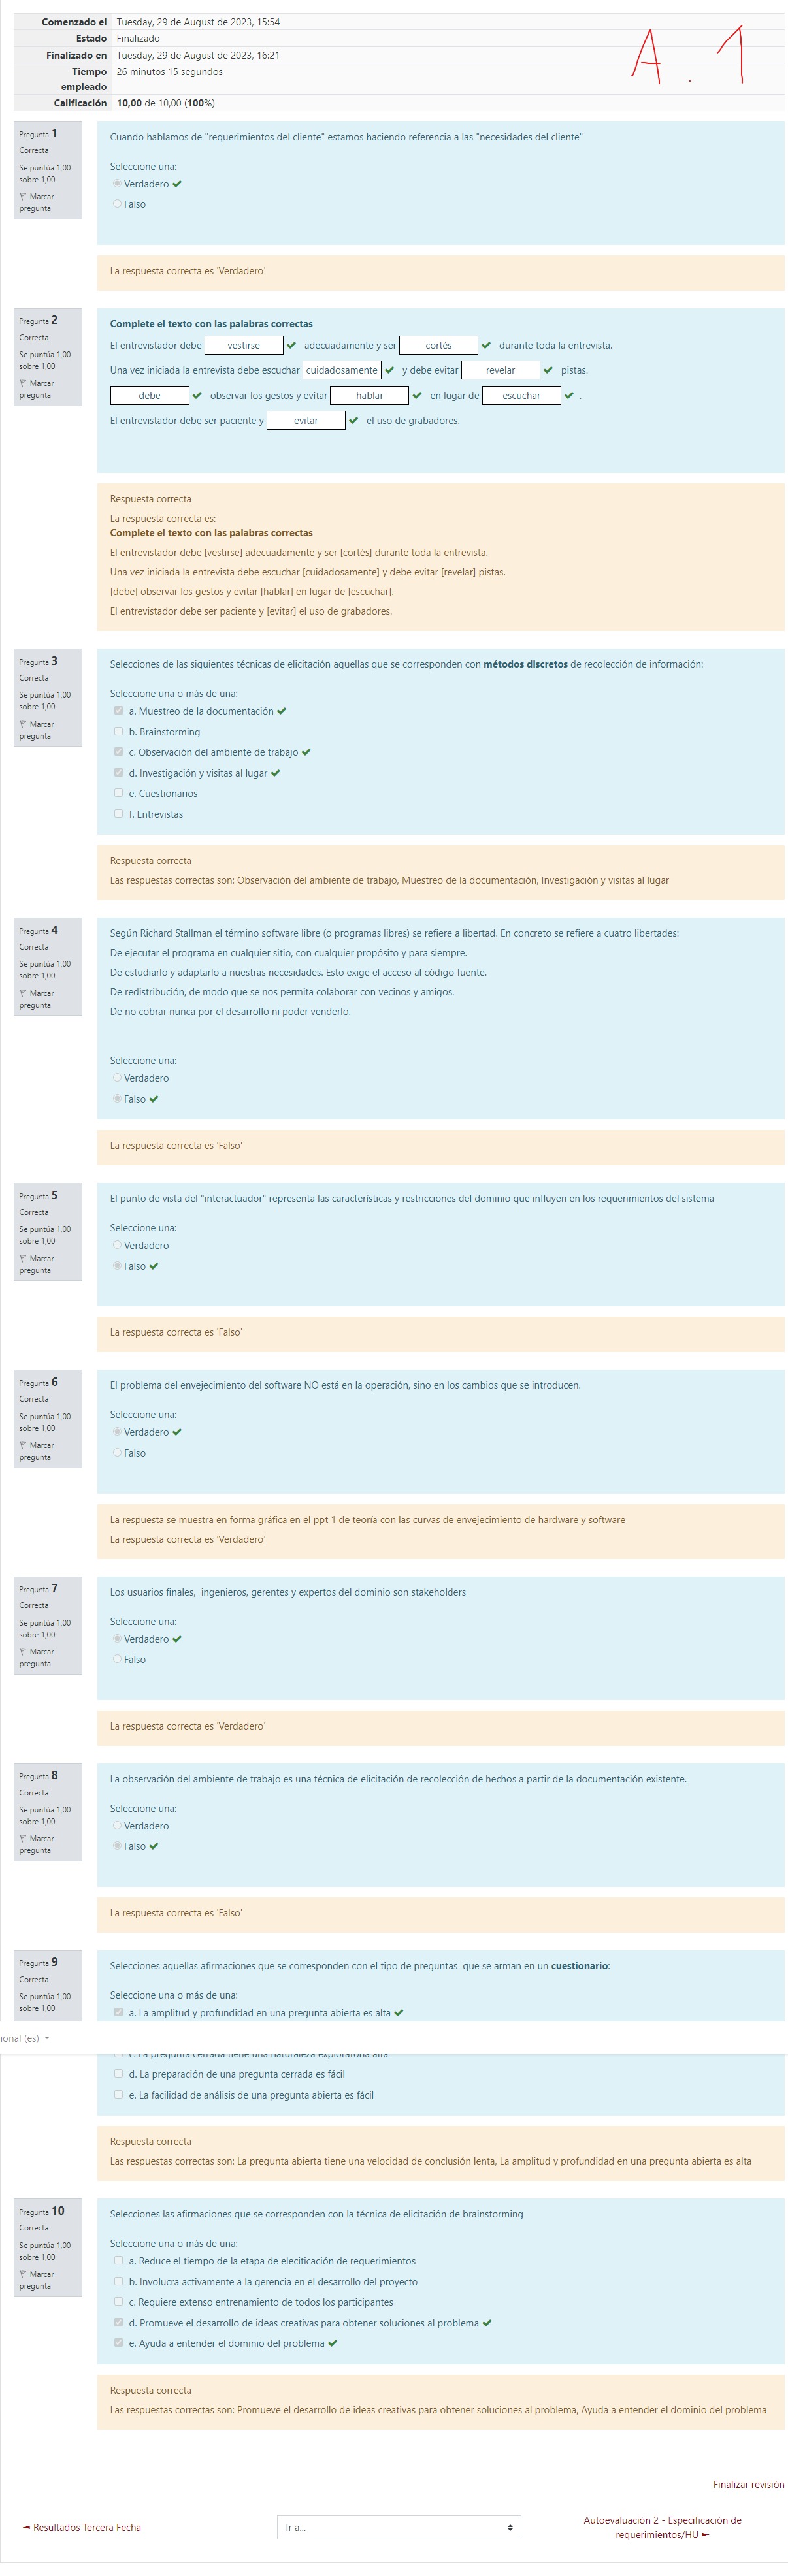 Comenzado el Tuesday, 29 de August de 2023, 15:54
Estado Finalizado
Finalizado en Tuesday, 29 de August de 2023, 16:21
Tiempo empleado 26 minutos 15 segundos
Calificación 10,00 de 10,00 (100%)
A . 1
Pregunta 1
Correcta
Se puntúa 1,00 sobre 1,00
Marcar pregunta
Cuando hablamos de "requerimientos del cliente" estamos haciendo referencia a las "necesidades del cliente"
Seleccione una:
Verdadero
Falso
La respuesta correcta es 'Verdadero'
Pregunta 2
Correcta
Se puntúa 1,00 sobre 1,00
Marcar pregunta
Complete el texto con las palabras correctas
El entrevistador debe vestirse adecuadamente y ser cortés durante toda la entrevista.
Una vez iniciada la entrevista debe escuchar cuidadosamente y debe evitar revelar pistas.
debe observar los gestos y evitar hablar en lugar de escuchar .
El entrevistador debe ser paciente y evitar el uso de grabadores.
Respuesta correcta
La respuesta correcta es:
Complete el texto con las palabras correctas
El entrevistador debe [vestirse] adecuadamente y ser [cortés] durante toda la entrevista.
Una vez iniciada la entrevista debe escuchar [cuidadosamente] y debe evitar [revelar] pistas.
[debe] observar los gestos y evitar [hablar] en lugar de [escuchar].
El entrevistador debe ser paciente y [evitar] el uso de grabadores.
Pregunta 3
Correcta
Se puntúa 1,00 sobre 1,00
Marcar pregunta
Selecciones de las siguientes técnicas de elicitación aquellas que se corresponden con métodos discretos de recolección de información:
Seleccione una o más de una:
a. Muestreo de la documentación
b. Brainstorming
c. Observación del ambiente de trabajo
d. Investigación y visitas al lugar
e. Cuestionarios
f. Entrevistas
Respuesta correcta
Las respuestas correctas son: Observación del ambiente de trabajo, Muestreo de la documentación, Investigación y visitas al lugar
Pregunta 4
Correcta
Se puntúa 1,00 sobre 1,00
Marcar pregunta
Según Richard Stallman el término software libre (o programas libres) se refiere a libertad. En concreto se refiere a cuatro libertades:
De ejecutar el programa en cualquier sitio, con cualquier propósito y para siempre.
De estudiarlo y adaptarlo a nuestras necesidades. Esto exige el acceso al código fuente.
De redistribución, de modo que se nos permita colaborar con vecinos y amigos.
De no cobrar nunca por el desarrollo ni poder venderlo.
Seleccione una:
Verdadero
Falso
La respuesta correcta es 'Falso'
Pregunta 5
Correcta
Se puntúa 1,00 sobre 1,00
Marcar pregunta
El punto de vista del "interactuador" representa las características y restricciones del dominio que influyen en los requerimientos del sistema
Seleccione una:
Verdadero
Falso
La respuesta correcta es 'Falso'
Pregunta 6
Correcta
Se puntúa 1,00 sobre 1,00
Marcar pregunta
El problema del envejecimiento del software NO está en la operación, sino en los cambios que se introducen.
Seleccione una:
Verdadero
Falso
La respuesta se muestra en forma gráfica en el ppt 1 de teoría con las curvas de envejecimiento de hardware y software
La respuesta correcta es 'Verdadero'
Pregunta 7
Correcta
Se puntúa 1,00 sobre 1,00
Marcar pregunta
Los usuarios finales, ingenieros, gerentes y expertos del dominio son stakeholders
Seleccione una:
Verdadero
Falso
La respuesta correcta es 'Verdadero'
Pregunta 8
Correcta
Se puntúa 1,00 sobre 1,00
Marcar pregunta
La observación del ambiente de trabajo es una técnica de elicitación de recolección de hechos a partir de la documentación existente.
Seleccione una:
Verdadero
Falso
La respuesta correcta es 'Falso'
Pregunta 9
Correcta
Se puntúa 1,00 sobre 1,00
Selecciones aquellas afirmaciones que se corresponden con el tipo de preguntas que se arman en un cuestionario:
Seleccione una o más de una:
a. La amplitud y profundidad en una pregunta abierta es alta
ional (es)
c. La pregunta cerrada tiene una naturaleza exploratoria alta
d. La preparación de una pregunta cerrada es fácil
e. La facilidad de análisis de una pregunta abierta es fácil
Respuesta correcta
Las respuestas correctas son: La pregunta abierta tiene una velocidad de conclusión lenta, La amplitud y profundidad en una pregunta abierta es alta
Pregunta 10
Correcta
Se puntúa 1,00 sobre 1,00
Marcar pregunta
Selecciones las afirmaciones que se corresponden con la técnica de elicitación de brainstorming
Seleccione una o más de una:
a. Reduce el tiempo de la etapa de eleciticación de requerimientos
b. Involucra activamente a la gerencia en el desarrollo del proyecto
c. Requiere extenso entrenamiento de todos los participantes
d. Promueve el desarrollo de ideas creativas para obtener soluciones al problema
e. Ayuda a entender el dominio del problema
Respuesta correcta
Las respuestas correctas son: Promueve el desarrollo de ideas creativas para obtener soluciones al problema, Ayuda a entender el dominio del problema
Finalizar revisión
◄ Resultados Tercera Fecha
Ir a...
Autoevaluación 2 - Especificación de
requerimientos/HU ►